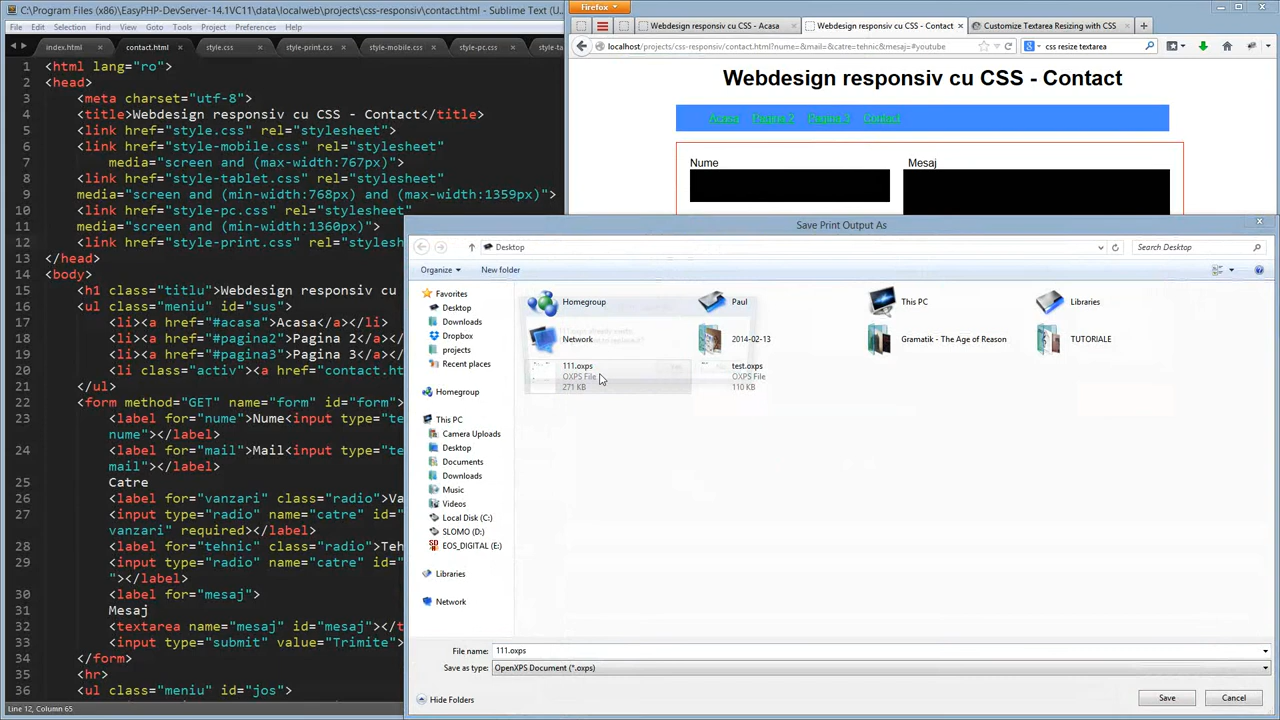 C:\Program Files (x86)\EasyPHP-DevServer-14.1VC11\data\localweb\projects\css-responsiv\contact.html - Sublime Text (U...
File Edit Selection Find View Goto Tools Project Preferences Help
index.html contact.html style.css style-print.css style-mobile.css style-pc.css style-ta
1 <html lang="ro">
2 <head>
3 <meta charset="utf-8">
4 <title>Webdesign responsiv cu CSS - Contact</title>
5 <link href="style.css" rel="stylesheet">
6 <link href="style-mobile.css" rel="stylesheet"
7 media="screen and (max-width:767px)">
8 <link href="style-tablet.css" rel="stylesheet"
9 media="screen and (min-width:768px) and (max-width:1359px)">
10 <link href="style-pc.css" rel="stylesheet"
11 media="screen and (min-width:1360px)">
12 <link href="style-print.css" rel="st
13 </head>
14 <body>
15 <h1 class="titlu">Webdesign responsiv cu
16 <ul class="meniu" id="sus">
17 <li><a href="#acasa">Acasa</a></li>
18 <li><a href="#pagina2">Pagina 2</a>
19 <li><a href="#pagina3">Pagina 3</a>
20 <li class="activ"><a href="contact.h
21 </ul>
22 <form method="GET" name="form" id="form"
23 <label for="nume">Nume<input type="te
nume"></label>
24 <label for="mail">Mail<input type="te
mail"></label>
25 Catre
26 <label for="vanzari" class="radio">Va
27 <input type="radio" name="catre" id="
vanzari" required></label>
28 <label for="tehnic" class="radio">Teh
29 <input type="radio" name="catre" id="
"></label>
30 <label for="mesaj">
31 Mesaj
32 <textarea name="mesaj" id="mesaj"></t
33 <input type="submit" value="Trimite">
34 </form>
35 <hr>
36 <ul class="meniu" id="jos">
Line 12, Column 65
Firefox
Webdesign responsiv cu CSS - Acasa Webdesign responsiv cu CSS - Contact Customize Textarea Resizing with CSS
localhost/projects/css-responsiv/contact.html?nume=&mail=&catre=tehnic&mesaj=#youtube css resize textarea
Webdesign responsiv cu CSS - Contact
Acasa Pagina 2 Pagina 3 Contact
Nume Mesaj
Save Print Output As
Desktop Search Desktop
Organize New folder
Favorites
Desktop
Downloads
Dropbox
projects
Recent places
Homegroup
This PC
Camera Uploads
Desktop
Documents
Downloads
Music
Videos
Local Disk (C:)
SLOMO (D:)
EOS_DIGITAL (E:)
Libraries
Network
Homegroup Paul This PC Libraries
Network 2014-02-13 Gramatik - The Age of Reason TUTORIALE
111.oxps test.oxps
OXPS File OXPS File
271 KB 110 KB
File name: 111.oxps
Save as type: OpenXPS Document (*.oxps)
Hide Folders Save Cancel